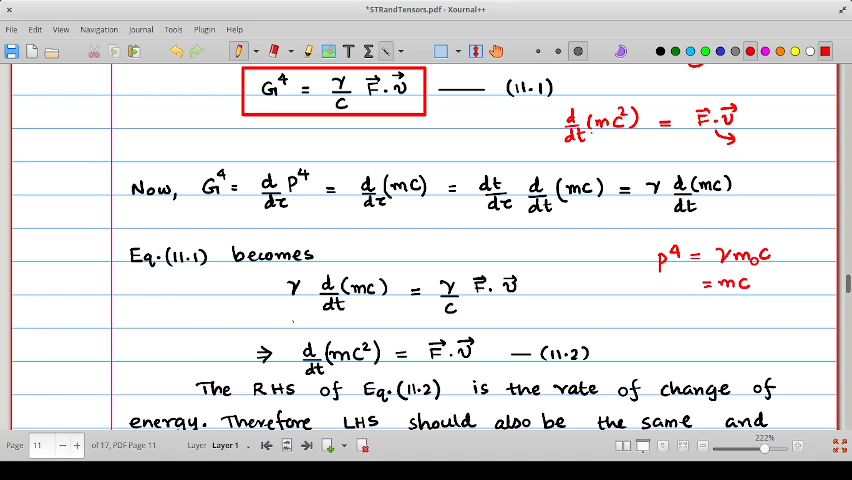 *STRandTensors.xopp - Xournal++
File Edit View Navigation Journal Tools Plugin Help
G⁴ = γ/c F⃗·v⃗ —— (11.1)
d/dt (mc²) = F⃗·v⃗
Now, G⁴ = d/dτ P⁴ = d/dτ (mc) = dt/dτ d/dt (mc) = γ d(mc)/dt
Eq.(11.1) becomes
P⁴ = γm₀c
= mc
γ d/dt (mc) = γ/c F⃗·v⃗
⇒ d/dt (mc²) = F⃗·v⃗ — (11.2)
The RHS of Eq.(11.2) is the rate of change of
energy. Therefore LHS should also be the same and
Page 11 of 17, PDF Page 11 Layer Layer 1 222%